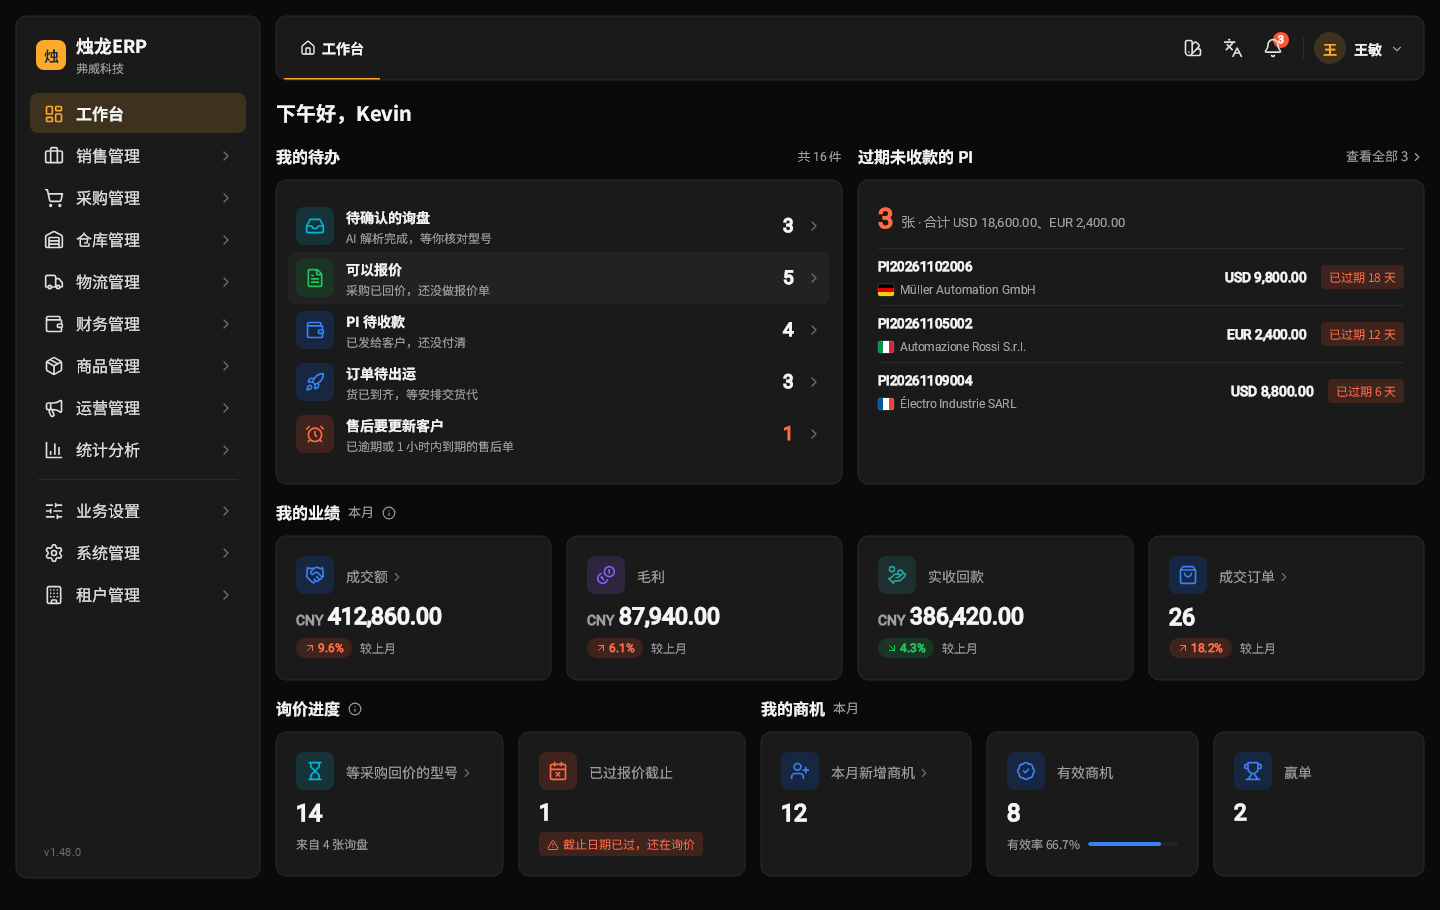 烛
烛龙ERP
弗威科技
工作台
销售管理
采购管理
仓库管理
物流管理
财务管理
商品管理
运营管理
统计分析
业务设置
系统管理
租户管理
v1.48.0
工作台
3
王
王敏
下午好，Kevin
我的待办
共 16 件
待确认的询盘
AI 解析完成，等你核对型号
3
可以报价
采购已回价，还没做报价单
5
PI 待收款
已发给客户，还没付清
4
订单待出运
货已到齐，等安排交货代
3
售后要更新客户
已逾期或 1 小时内到期的售后单
1
过期未收款的 PI
查看全部 3
3 张 · 合计 USD 18,600.00、EUR 2,400.00
PI20261102006
Müller Automation GmbH
USD 9,800.00
已过期 18 天
PI20261105002
Automazione Rossi S.r.l.
EUR 2,400.00
已过期 12 天
PI20261109004
Électro Industrie SARL
USD 8,800.00
已过期 6 天
我的业绩 本月
成交额
CNY 412,860.00
9.6% 较上月
毛利
CNY 87,940.00
6.1% 较上月
实收回款
CNY 386,420.00
4.3% 较上月
成交订单
26
18.2% 较上月
询价进度
等采购回价的型号
14
来自 4 张询盘
已过报价截止
1
截止日期已过，还在询价
我的商机 本月
本月新增商机
12
有效商机
8
有效率 66.7%
赢单
2